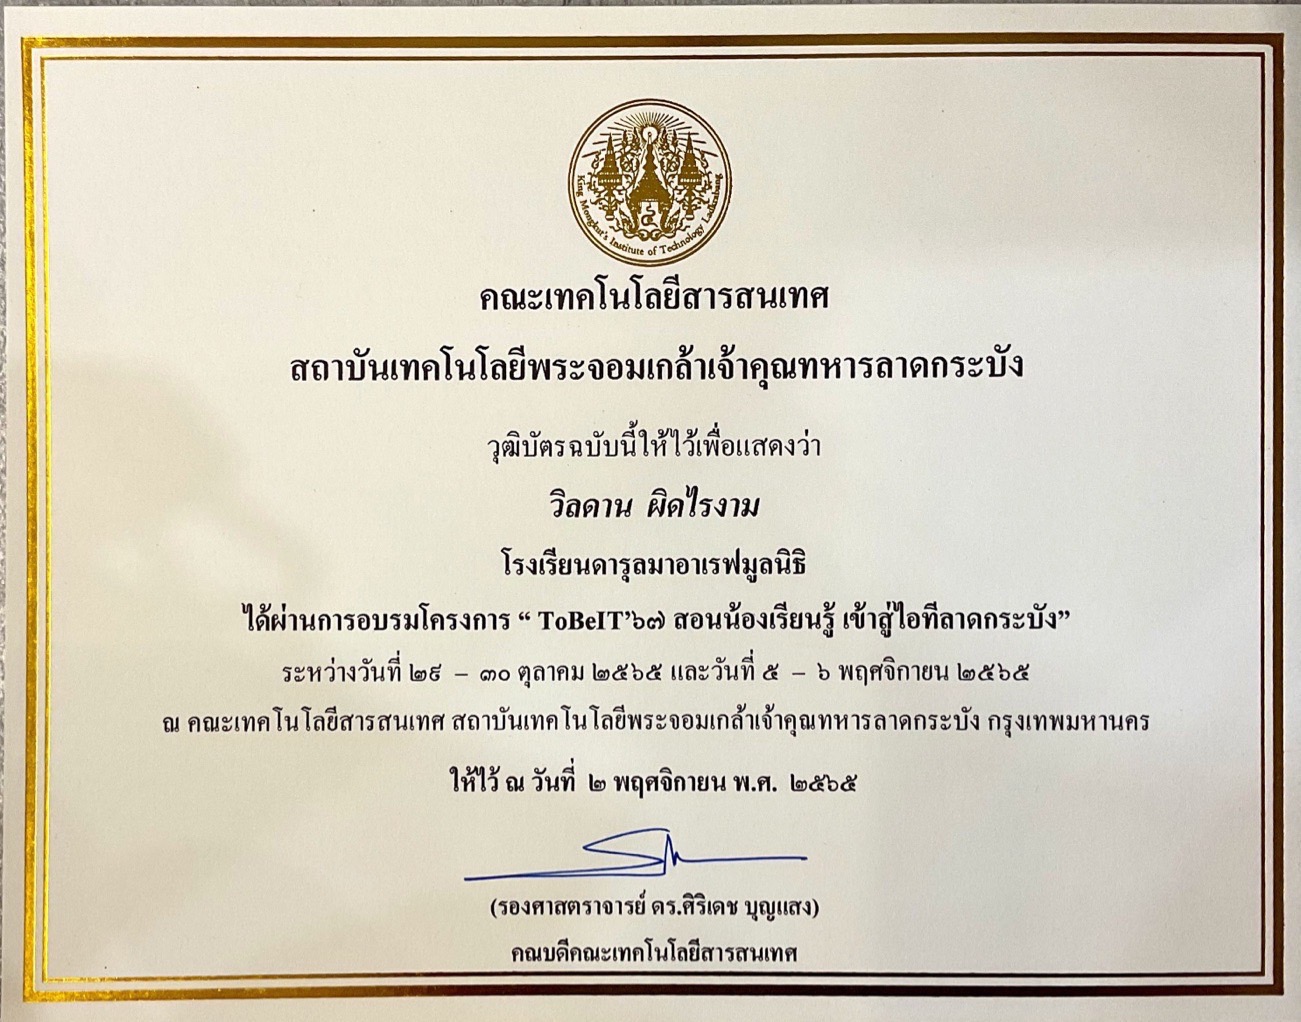 King Mongkut's Institute of Technology Ladkrabang
คณะเทคโนโลยีสารสนเทศ
สถาบันเทคโนโลยีพระจอมเกล้าเจ้าคุณทหารลาดกระบัง
วุฒิบัตรฉบับนี้ให้ไว้เพื่อแสดงว่า
วิลดาน ผิดไรงาม
โรงเรียนดารุลมาอาเรฟมูลนิธิ
ได้ผ่านการอบรมโครงการ “ ToBeIT’๖๗ สอนน้องเรียนรู้ เข้าสู่ไอทีลาดกระบัง”
ระหว่างวันที่ ๒๙ – ๓๐ ตุลาคม ๒๕๖๕ และวันที่ ๕ – ๖ พฤศจิกายน ๒๕๖๕
ณ คณะเทคโนโลยีสารสนเทศ สถาบันเทคโนโลยีพระจอมเกล้าเจ้าคุณทหารลาดกระบัง กรุงเทพมหานคร
ให้ไว้ ณ วันที่ ๒ พฤศจิกายน พ.ศ. ๒๕๖๕
(รองศาสตราจารย์ ดร.ศิริเดช บุญแสง)
คณบดีคณะเทคโนโลยีสารสนเทศ